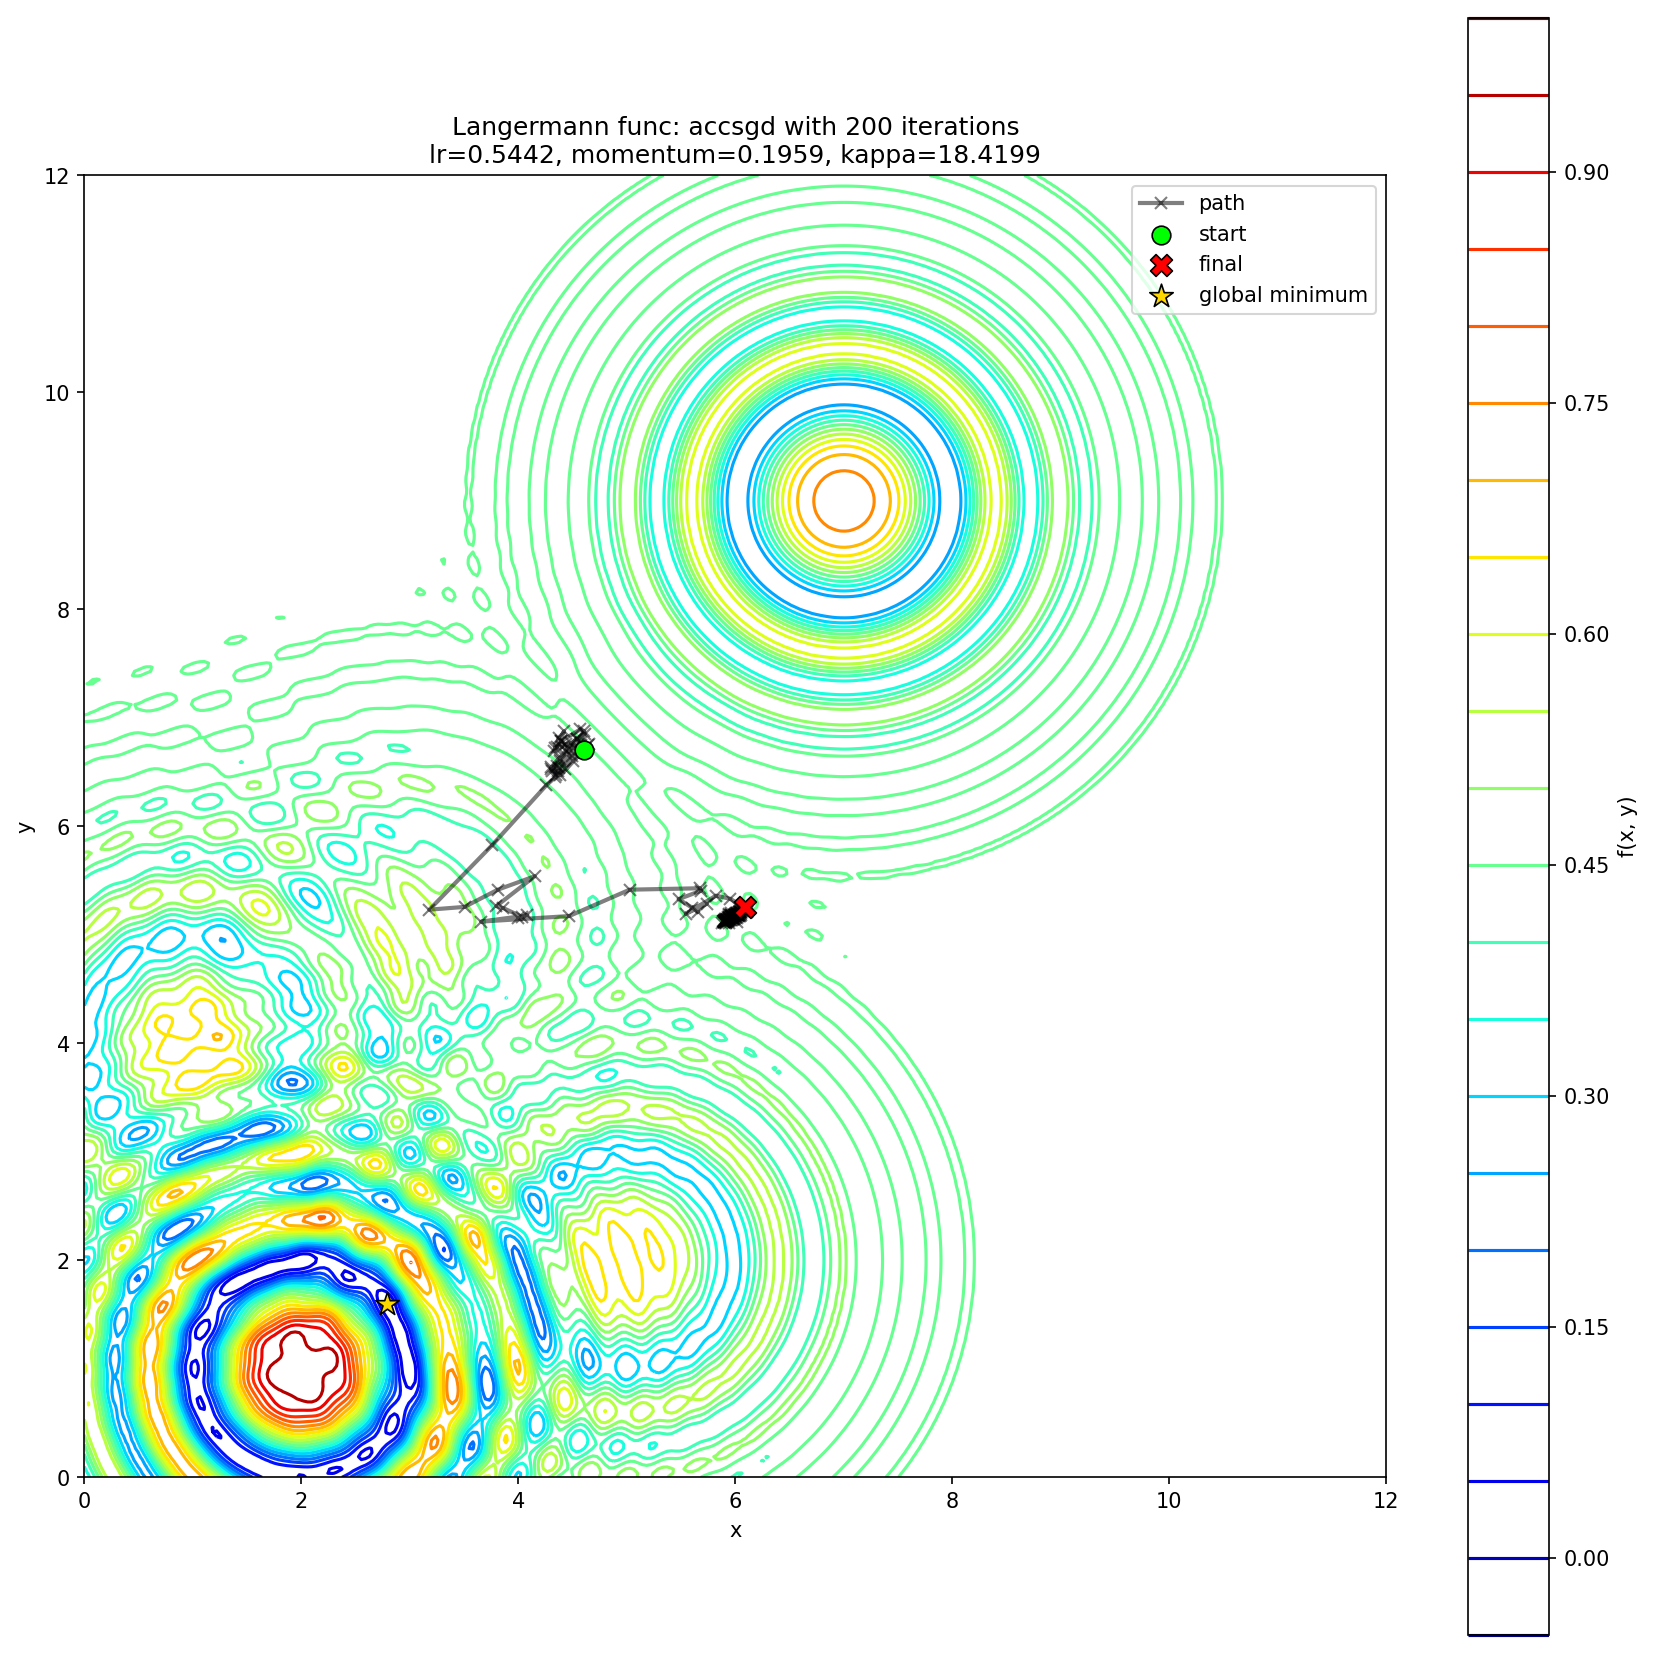 Langermann func: accsgd with 200 iterations
lr=0.5442, momentum=0.1959, kappa=18.4199
path
start
final
global minimum
12
10
8
6
4
2
0
y
0
2
4
6
8
10
12
x
0.90
0.75
0.60
0.45
0.30
0.15
0.00
f(x, y)